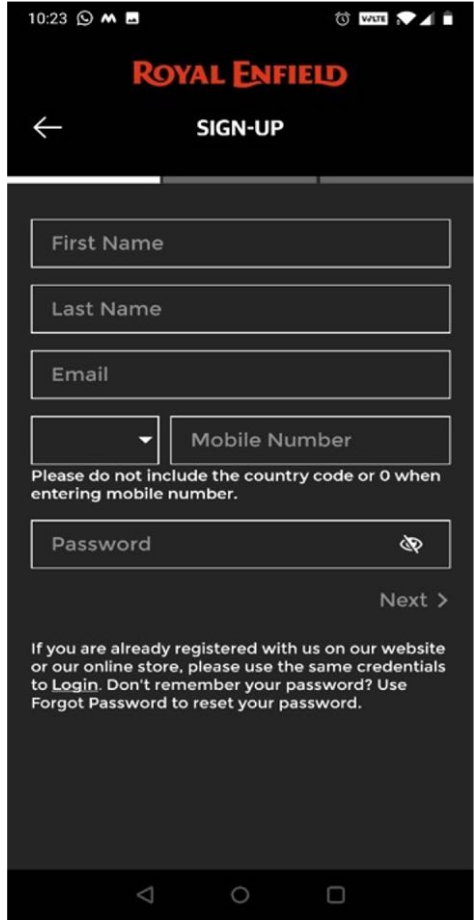 10:23
VoLTE
ROYAL ENFIELD
SIGN-UP
First Name
Last Name
Email
Mobile Number
Please do not include the country code or 0 when
entering mobile number.
Password
Next >
If you are already registered with us on our website
or our online store, please use the same credentials
to Login. Don't remember your password? Use
Forgot Password to reset your password.